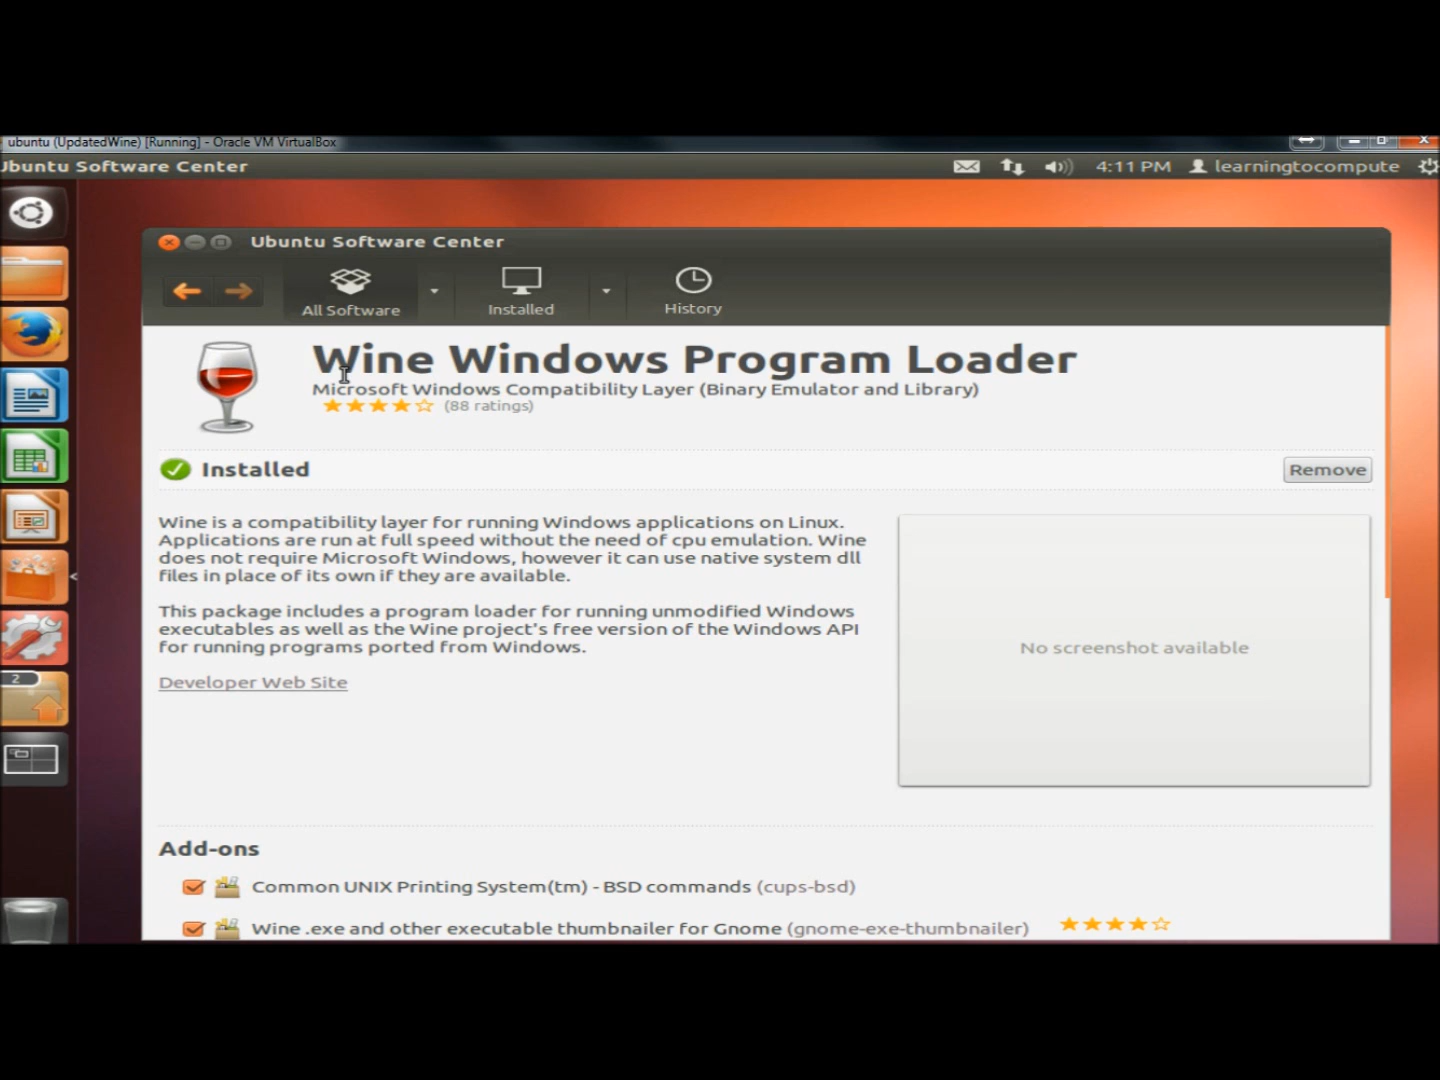 ubuntu (UpdatedWine) [Running] - Oracle VM VirtualBox
Ubuntu Software Center
4:11 PM learningtocompute
Ubuntu Software Center
All Software
Installed
History
Wine Windows Program Loader
Microsoft Windows Compatibility Layer (Binary Emulator and Library)
(88 ratings)
Installed
Remove
Wine is a compatibility layer for running Windows applications on Linux.
Applications are run at full speed without the need of cpu emulation. Wine
does not require Microsoft Windows, however it can use native system dll
files in place of its own if they are available.
This package includes a program loader for running unmodified Windows
executables as well as the Wine project's free version of the Windows API
for running programs ported from Windows.
No screenshot available
Developer Web Site
2
Add-ons
Common UNIX Printing System(tm) - BSD commands (cups-bsd)
Wine .exe and other executable thumbnailer for Gnome (gnome-exe-thumbnailer)